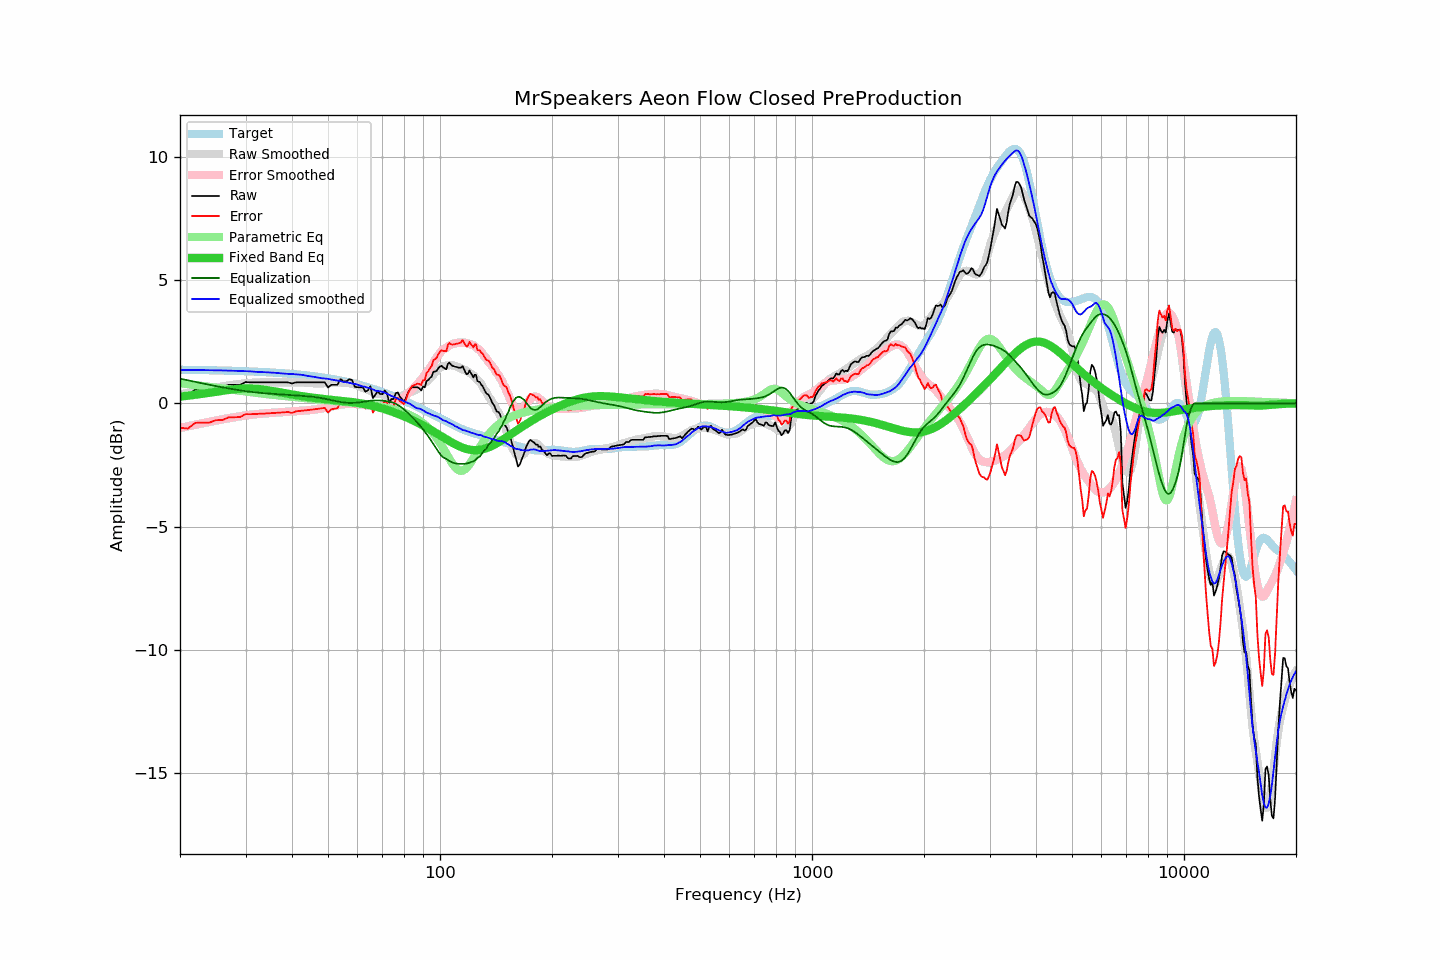 MrSpeakers Aeon Flow Closed PreProduction
Target
Raw Smoothed
Error Smoothed
Raw
Error
Parametric Eq
Fixed Band Eq
Equalization
Equalized smoothed
10
5
0
−5
−10
−15
Amplitude (dBr)
100
1000
10000
Frequency (Hz)